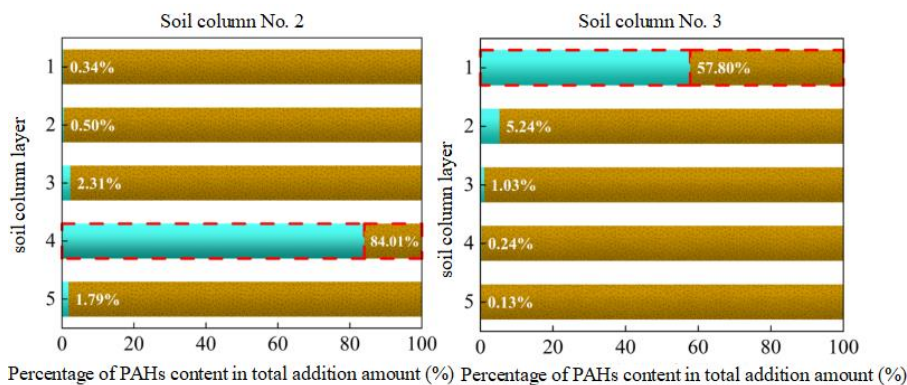 Soil column No. 2
soil column layer
1
0.34%
2
0.50%
3
2.31%
4
84.01%
5
1.79%
0 20 40 60 80 100
Percentage of PAHs content in total addition amount (%)
Soil column No. 3
soil column layer
1
57.80%
2
5.24%
3
1.03%
4
0.24%
5
0.13%
0 20 40 60 80 100
Percentage of PAHs content in total addition amount (%)